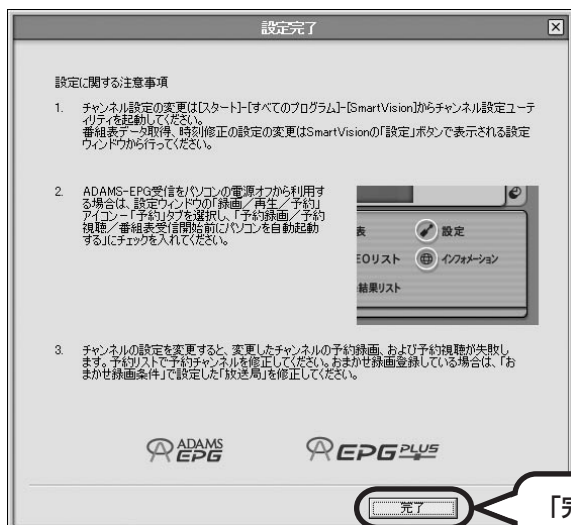 設定完了
設定に関する注意事項
1. チャンネル設定の変更は[スタート]-[すべてのプログラム]-[SmartVision]からチャンネル設定ユーテ
ィリティを起動してください。
番組表データ取得、時刻修正の設定の変更はSmartVisionの「設定」ボタンで表示される設定
ウィンドウから行ってください。
2. ADAMS-EPG受信をパソコンの電源オフから利用す
る場合は、設定ウィンドウの「録画／再生／予約」
アイコン－「予約」タブを選択し、「予約録画／予約
視聴／番組表受信開始前にパソコンを自動起動
する」にチェックを入れてください。
表 設定
EOリスト インフォメーション
結果リスト
3. チャンネルの設定を変更すると、変更したチャンネルの予約録画、および予約視聴が失敗し
ます。予約リストで予約チャンネルを修正してください。おまかせ録画登録している場合は、「お
まかせ録画条件」で設定した「放送局」を修正してください。
ADAMS
EPG
EPG PLUS
完了
「完